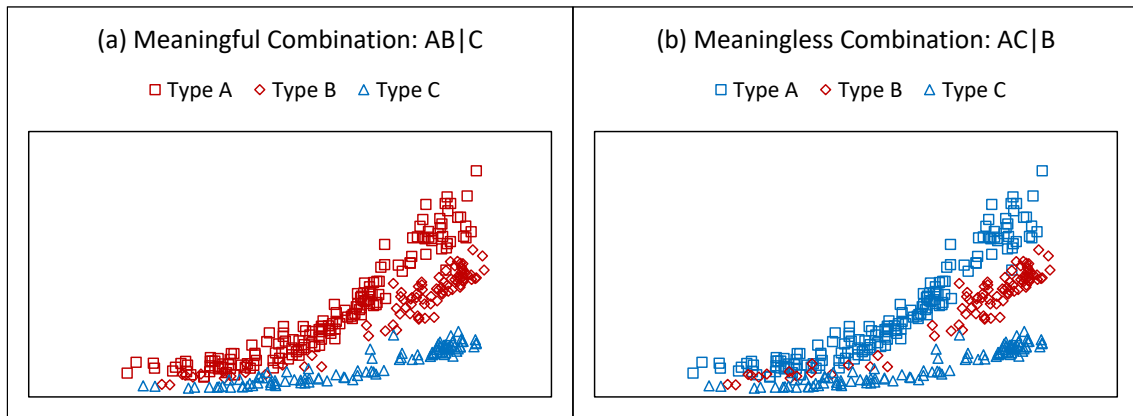 (a) Meaningful Combination: AB|C
Type A Type B Type C
(b) Meaningless Combination: AC|B
Type A Type B Type C